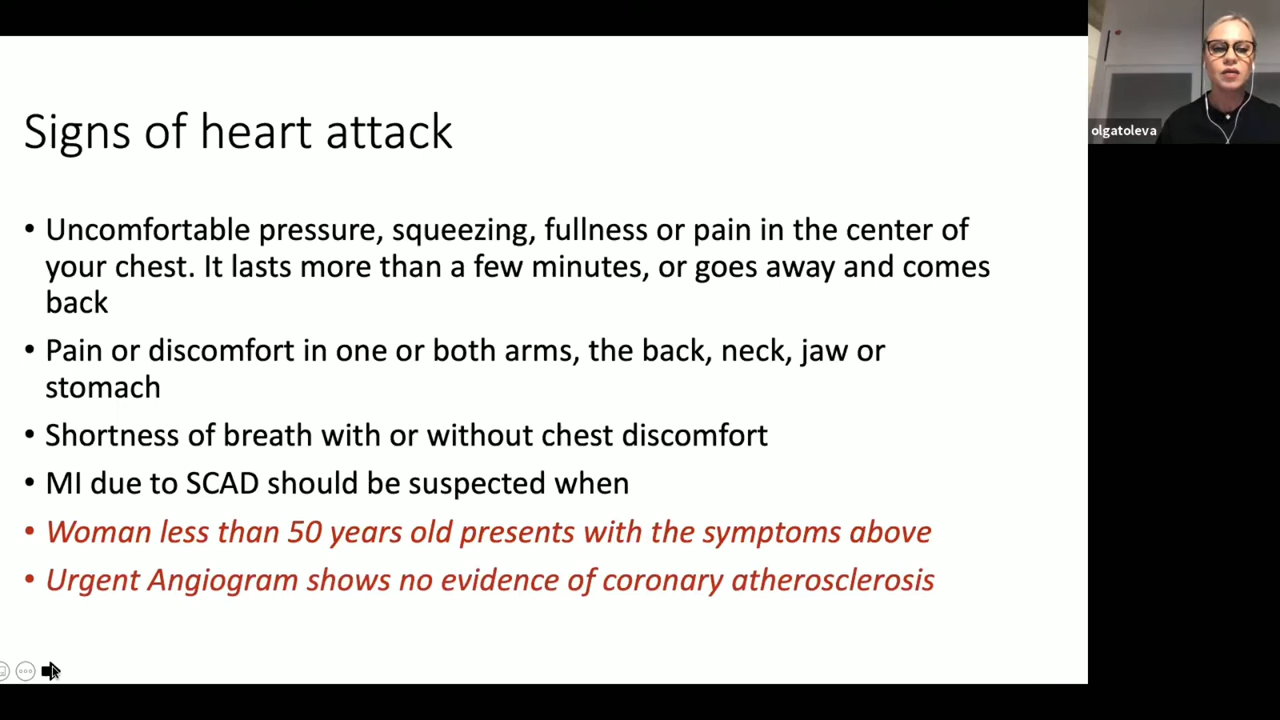 Signs of heart attack
• Uncomfortable pressure, squeezing, fullness or pain in the center of
your chest. It lasts more than a few minutes, or goes away and comes
back
• Pain or discomfort in one or both arms, the back, neck, jaw or
stomach
• Shortness of breath with or without chest discomfort
• MI due to SCAD should be suspected when
• Woman less than 50 years old presents with the symptoms above
• Urgent Angiogram shows no evidence of coronary atherosclerosis
olgatoleva